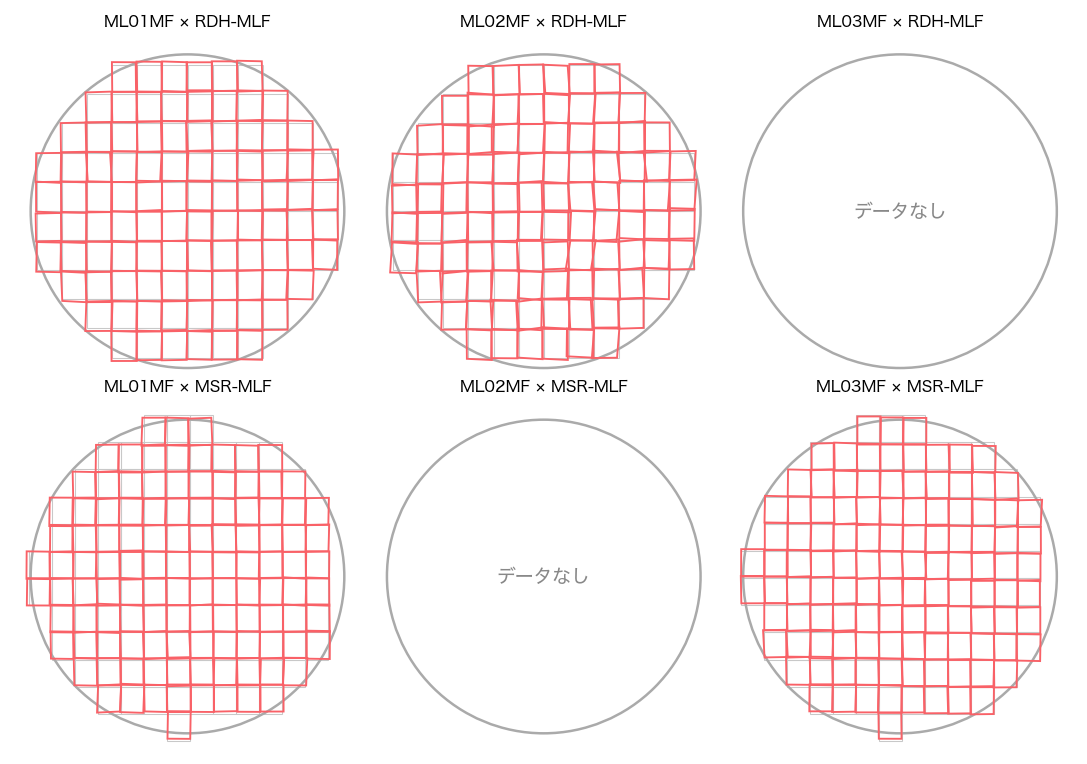 ML01MF × RDH-MLF
ML02MF × RDH-MLF
ML03MF × RDH-MLF
データなし
ML01MF × MSR-MLF
ML02MF × MSR-MLF
ML03MF × MSR-MLF
データなし